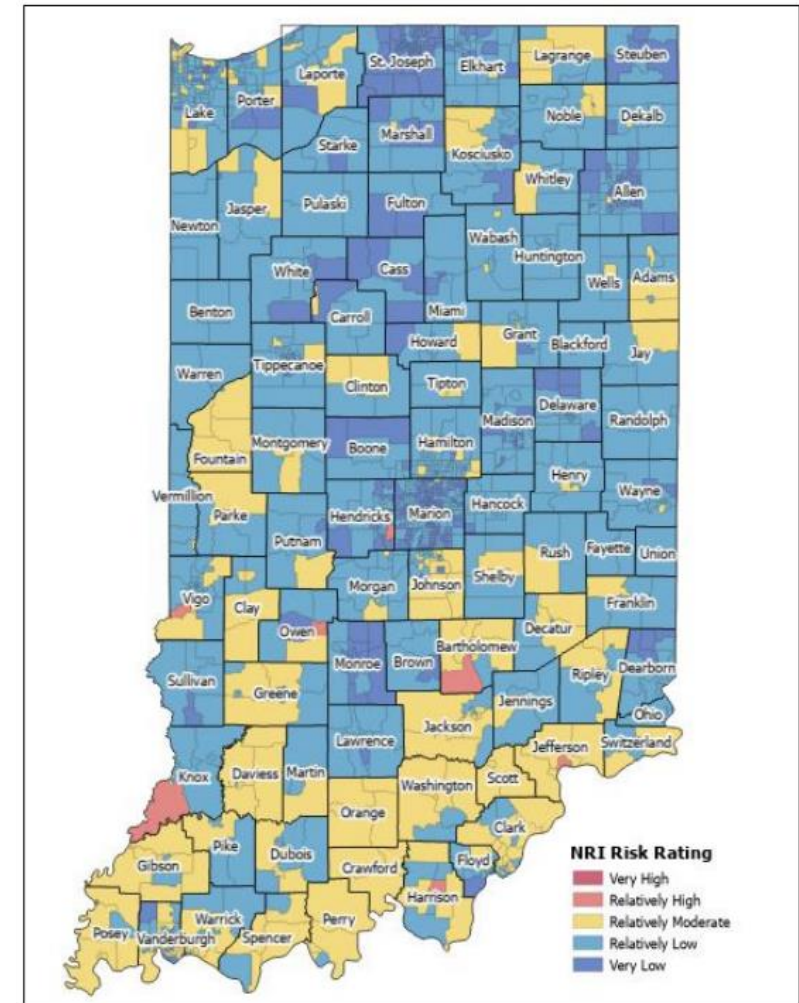 St. Joseph
Lagrange
Steuben
Elkhart
Laporte
Porter
Lake
Noble
Dekalb
Marshall
Starke
Kosciusko
Whitley
Allen
Jasper
Pulaski
Fulton
Newton
Wabash
Huntington
White
Cass
Wells
Adams
Benton
Carroll
Miami
Howard
Grant
Blackford
Jay
Tippecanoe
Warren
Clinton
Tipton
Delaware
Madison
Randolph
Montgomery
Boone
Hamilton
Fountain
Henry
Wayne
Vermillion
Parke
Hendricks
Marion
Hancock
Putnam
Rush
Fayette
Union
Morgan
Johnson
Shelby
Vigo
Clay
Franklin
Owen
Decatur
Bartholomew
Monroe
Brown
Dearborn
Ripley
Sullivan
Greene
Jennings
Ohio
Jackson
Lawrence
Jefferson
Switzerland
Knox
Daviess
Martin
Washington
Scott
Orange
Clark
Pike
Dubois
Floyd
Gibson
Crawford
Harrison
Warrick
Perry
Posey
Vanderburgh
Spencer
NRI Risk Rating
Very High
Relatively High
Relatively Moderate
Relatively Low
Very Low